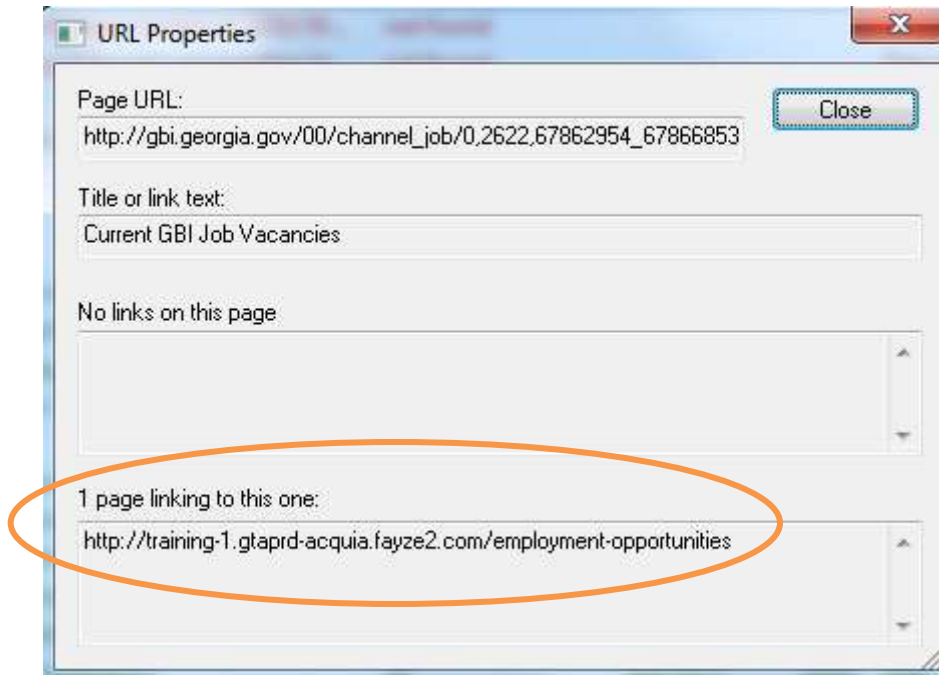 URL Properties
Page URL:
Close
http://gbi.georgia.gov/00/channel_job/0,2622,67862954_67866853
Title or link text:
Current GBI Job Vacancies
No links on this page
1 page linking to this one:
http://training-1.gtaprd-acquia.fayze2.com/employment-opportunities